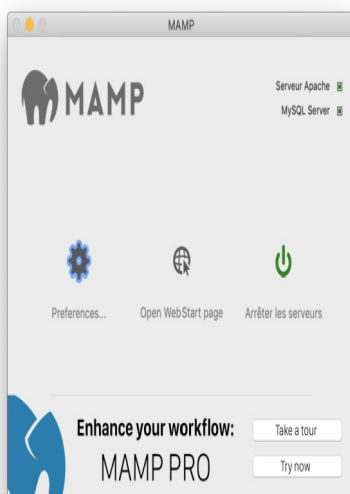 MAMP
MAMP
Serveur Apache
MySQL Server
Preferences...
Open WebStart page
Arrêter les serveurs
Enhance your workflow:
MAMP PRO
Take a tour
Try now